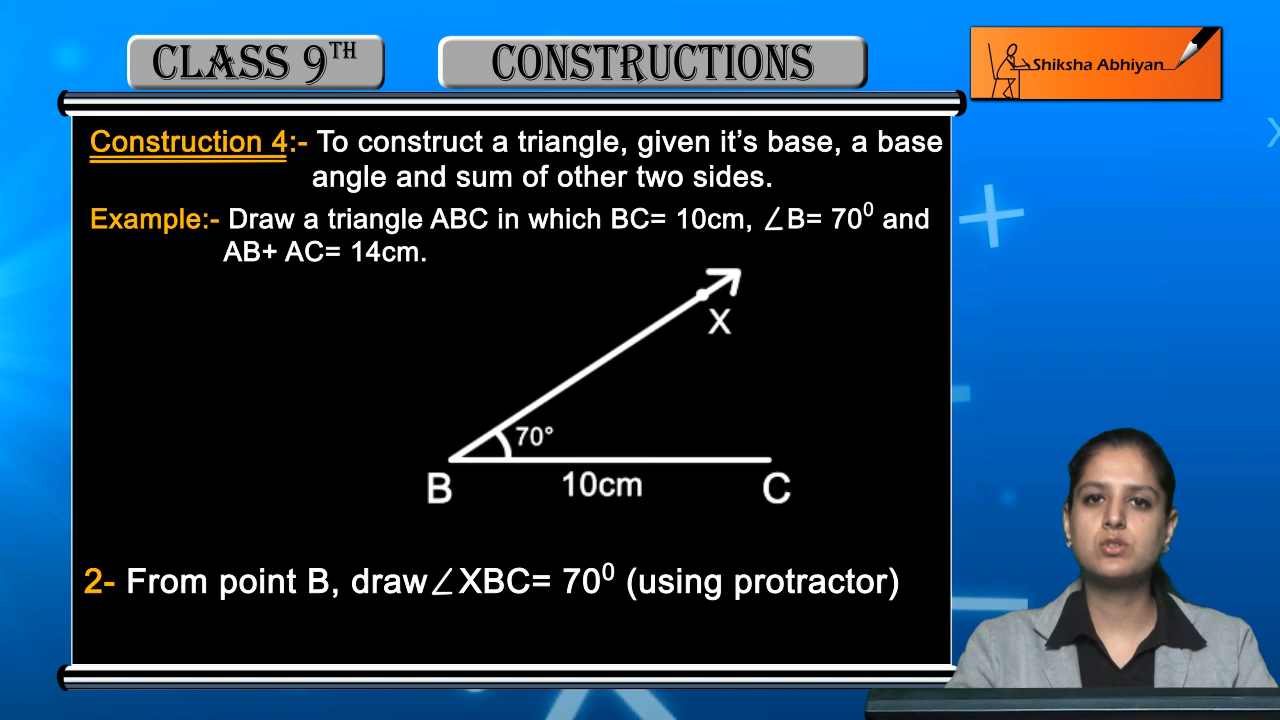 CLASS 9TH
CONSTRUCTIONS
Shiksha Abhiyan
Construction 4:- To construct a triangle, given it's base, a base
angle and sum of other two sides.
Example:- Draw a triangle ABC in which BC= 10cm, ∠B= 70⁰ and
AB+ AC= 14cm.
X
70°
B
10cm
C
2- From point B, draw∠XBC= 70⁰ (using protractor)